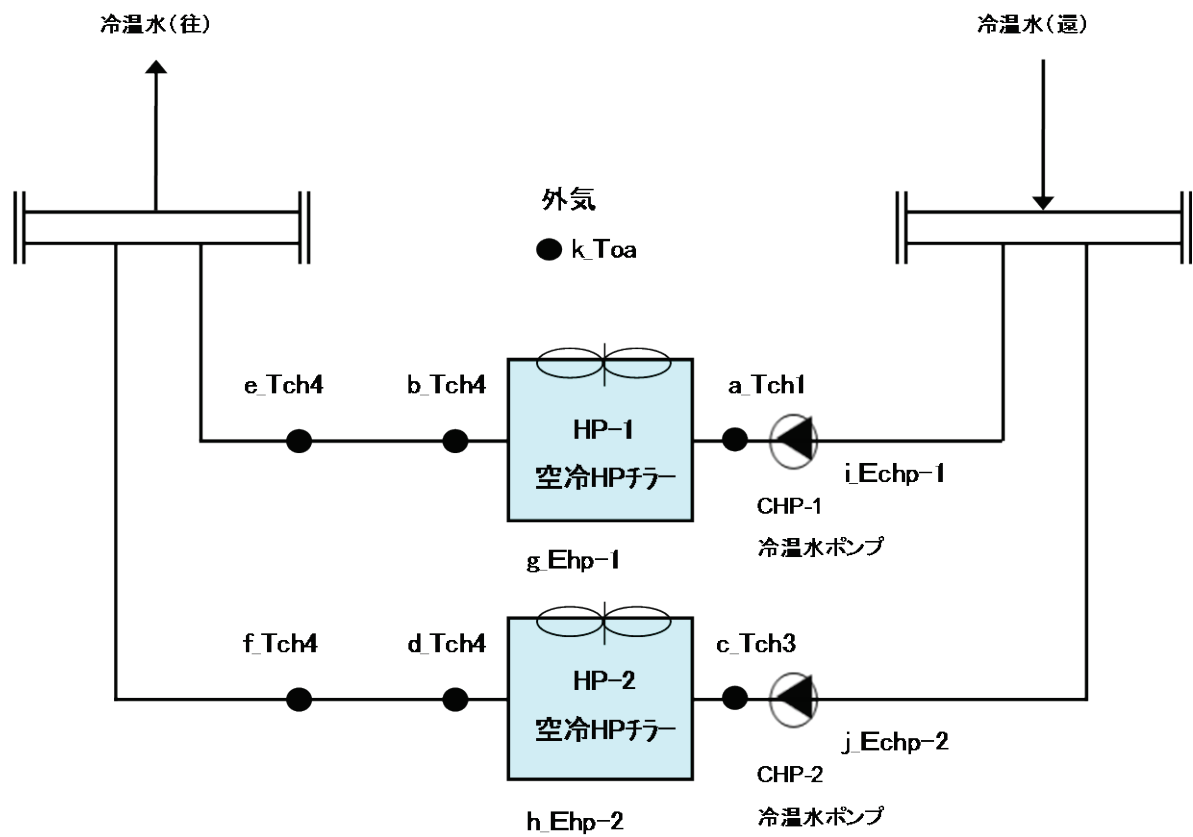 冷温水(往)
冷温水(還)
外気
k_Toa
e_Tch4
b_Tch4
a_Tch1
HP-1
空冷HPチラー
i_Echp-1
CHP-1
冷温水ポンプ
g_Ehp-1
f_Tch4
d_Tch4
c_Tch3
HP-2
空冷HPチラー
j_Echp-2
CHP-2
冷温水ポンプ
h_Ehp-2